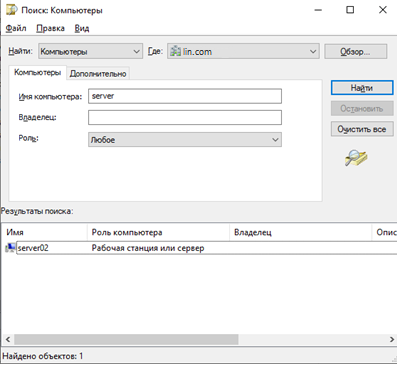 Поиск: Компьютеры
Файл Правка Вид
Найти: Компьютеры Где: lin.com Обзор...
Компьютеры Дополнительно
Имя компьютера: server
Владелец:
Роль: Любое
Найти
Остановить
Очистить все
Результаты поиска:
Имя Роль компьютера Владелец Опис
server02 Рабочая станция или сервер
Найдено объектов: 1